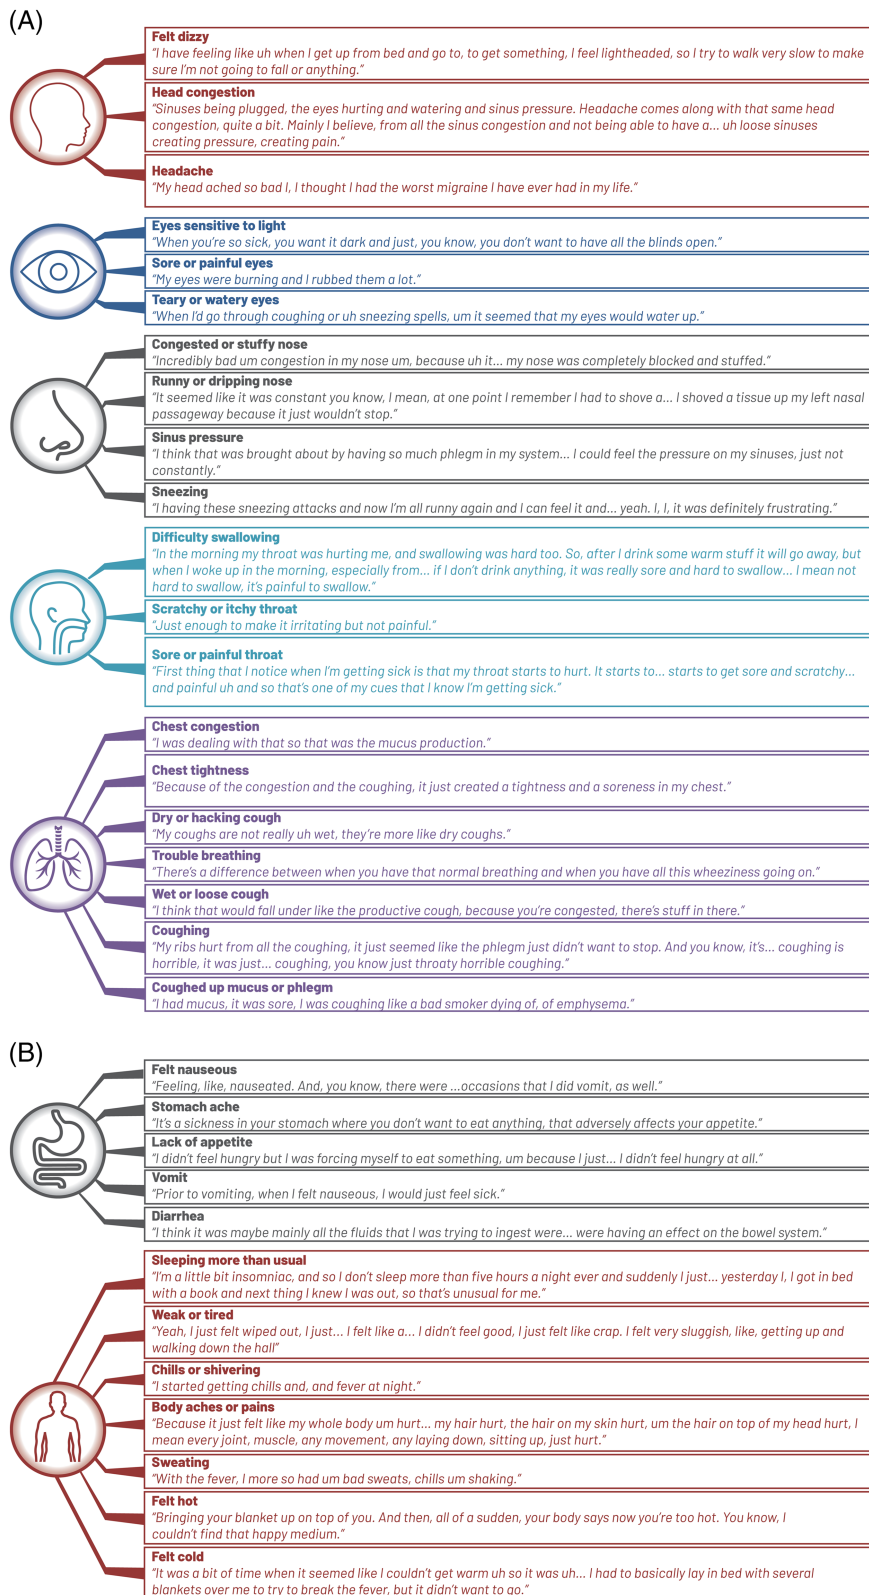 (A)
Felt dizzy
“I have feeling like uh when I get up from bed and go to, to get something, I feel lightheaded, so I try to walk very slow to make
sure I’m not going to fall or anything.”
Head congestion
“Sinuses being plugged, the eyes hurting and watering and sinus pressure. Headache comes along with that same head
congestion, quite a bit. Mainly I believe, from all the sinus congestion and not being able to have a... uh loose sinuses
creating pressure, creating pain.”
Headache
“My head ached so bad I, I thought I had the worst migraine I have ever had in my life.”
Eyes sensitive to light
“When you’re so sick, you want it dark and just, you know, you don’t want to have all the blinds open.”
Sore or painful eyes
“My eyes were burning and I rubbed them a lot.”
Teary or watery eyes
“When I’d go through coughing or uh sneezing spells, um it seemed that my eyes would water up.”
Congested or stuffy nose
“Incredibly bad um congestion in my nose um, because uh it... my nose was completely blocked and stuffed.”
Runny or dripping nose
“It seemed like it was constant you know, I mean, at one point I remember I had to shove a... I shoved a tissue up my left nasal
passageway because it just wouldn’t stop.”
Sinus pressure
“I think that was brought about by having so much phlegm in my system... I could feel the pressure on my sinuses, just not
constantly.”
Sneezing
“I having these sneezing attacks and now I’m all runny again and I can feel it and... yeah. I, I, it was definitely frustrating.”
Difficulty swallowing
“In the morning my throat was hurting me, and swallowing was hard too. So, after I drink some warm stuff it will go away, but
when I woke up in the morning, especially from... if I don’t drink anything, it was really sore and hard to swallow... I mean not
hard to swallow, it’s painful to swallow.”
Scratchy or itchy throat
“Just enough to make it irritating but not painful.”
Sore or painful throat
“First thing that I notice when I’m getting sick is that my throat starts to hurt. It starts to... starts to get sore and scratchy...
and painful uh and so that’s one of my cues that I know I’m getting sick.”
Chest congestion
“I was dealing with that so that was the mucus production.”
Chest tightness
“Because of the congestion and the coughing, it just created a tightness and a soreness in my chest.”
Dry or hacking cough
“My coughs are not really uh wet, they’re more like dry coughs.”
Trouble breathing
“There’s a difference between when you have that normal breathing and when you have all this wheeziness going on.”
Wet or loose cough
“I think that would fall under like the productive cough, because you’re congested, there’s stuff in there.”
Coughing
“My ribs hurt from all the coughing, it just seemed like the phlegm just didn’t want to stop. And you know, it’s... coughing is
horrible, it was just... coughing, you know just throaty horrible coughing.”
Coughed up mucus or phlegm
“I had mucus, it was sore, I was coughing like a bad smoker dying of, of emphysema.”
(B)
Felt nauseous
“Feeling, like, nauseated. And, you know, there were ...occasions that I did vomit, as well.”
Stomach ache
“It’s a sickness in your stomach where you don’t want to eat anything, that adversely affects your appetite.”
Lack of appetite
“I didn’t feel hungry but I was forcing myself to eat something, um because I just... I didn’t feel hungry at all.”
Vomit
“Prior to vomiting, when I felt nauseous, I would just feel sick.”
Diarrhea
“I think it was maybe mainly all the fluids that I was trying to ingest were... were having an effect on the bowel system.”
Sleeping more than usual
“I’m a little bit insomniac, and so I don’t sleep more than five hours a night ever and suddenly I just... yesterday I, I got in bed
with a book and next thing I knew I was out, so that’s unusual for me.”
Weak or tired
“Yeah, I just felt wiped out, I just... I felt like a... I didn’t feel good, I just felt like crap. I felt very sluggish, like, getting up and
walking down the hall”
Chills or shivering
“I started getting chills and, and fever at night.”
Body aches or pains
“Because it just felt like my whole body um hurt... my hair hurt, the hair on my skin hurt, um the hair on top of my head hurt, I
mean every joint, muscle, any movement, any laying down, sitting up, just hurt.”
Sweating
“With the fever, I more so had um bad sweats, chills um shaking.”
Felt hot
“Bringing your blanket up on top of you. And then, all of a sudden, your body says now you’re too hot. You know, I
couldn’t find that happy medium.”
Felt cold
“It was a bit of time when it seemed like I couldn’t get warm uh so it was uh... I had to basically lay in bed with several
blankets over me to try to break the fever, but it didn’t want to go.”